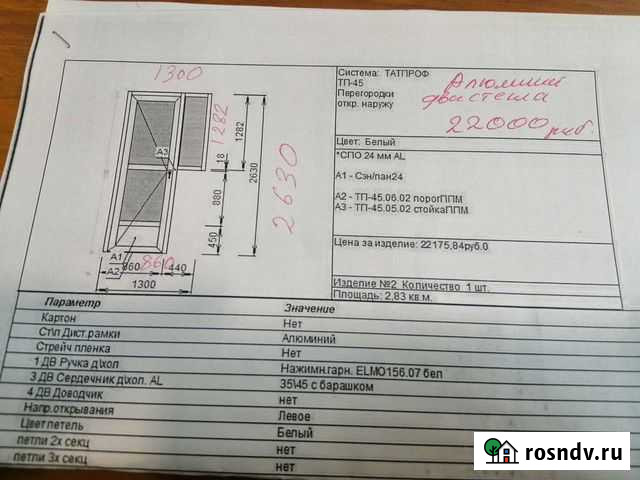 1300
Система: ТАТПРОФ
ТП-45
Перегородки
откр. наружу
Алюминий
двистела
22000 руб.
Цвет: Белый
*СПО 24 мм AL
А1 - Сэн/пан24
А2 - ТП-45.06.02 порогППМ
А3 - ТП-45.05.02 стойкаППМ
Цена за изделие: 22175,84руб.0
Изделие №2 Количество 1 шт.
Площадь: 2,83 кв.м.
1282
1282
А3
18
2630
2630
880
450
А1
А2
860
860
440
1300
Параметр Значение
Картон Нет
Ст\п Дист.рамки Алюминий
Стрейч пленка Нет
1 ДВ Ручка д\хол Нажимн.гарн. ELMO156.07 бел
3 ДВ Сердечник д\хол. AL 35\45 с барашком
4 ДВ Доводчик нет
Напр.открывания Левое
Цвет петель Белый
петли 2х секц нет
петли 3х секц нет
rosndv.ru